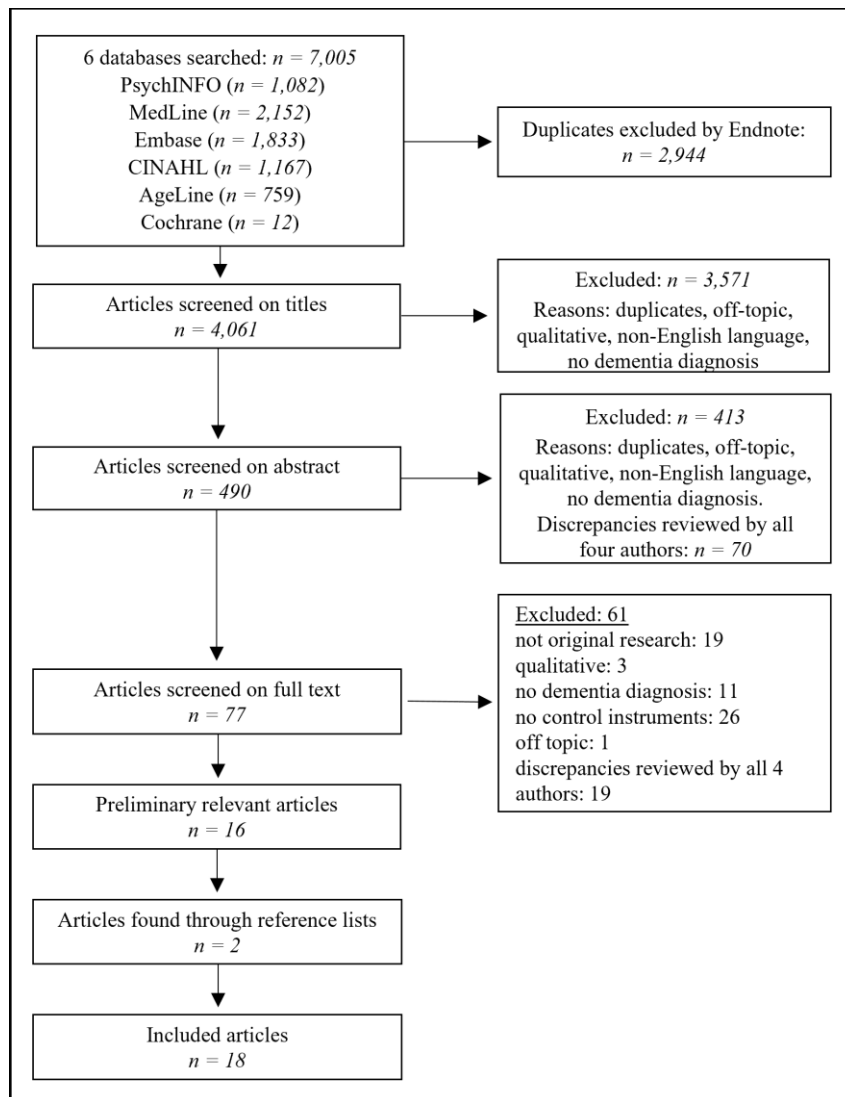 6 databases searched: n = 7,005
PsychINFO (n = 1,082)
MedLine (n = 2,152)
Embase (n = 1,833)
CINAHL (n = 1,167)
AgeLine (n = 759)
Cochrane (n = 12)
Duplicates excluded by Endnote:
n = 2,944
Articles screened on titles
n = 4,061
Excluded: n = 3,571
Reasons: duplicates, off-topic,
qualitative, non-English language,
no dementia diagnosis
Articles screened on abstract
n = 490
Excluded: n = 413
Reasons: duplicates, off-topic,
qualitative, non-English language,
no dementia diagnosis.
Discrepancies reviewed by all
four authors: n = 70
Articles screened on full text
n = 77
Excluded: 61
not original research: 19
qualitative: 3
no dementia diagnosis: 11
no control instruments: 26
off topic: 1
discrepancies reviewed by all 4
authors: 19
Preliminary relevant articles
n = 16
Articles found through reference lists
n = 2
Included articles
n = 18